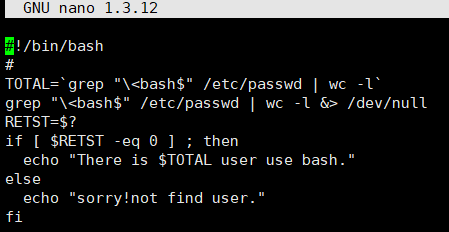 GNU nano 1.3.12
#!/bin/bash
#
TOTAL=`grep "\<bash$" /etc/passwd | wc -l`
grep "\<bash$" /etc/passwd | wc -l &> /dev/null
RETST=$?
if [ $RETST -eq 0 ] ; then
  echo "There is $TOTAL user use bash."
else
  echo "sorry!not find user."
fi